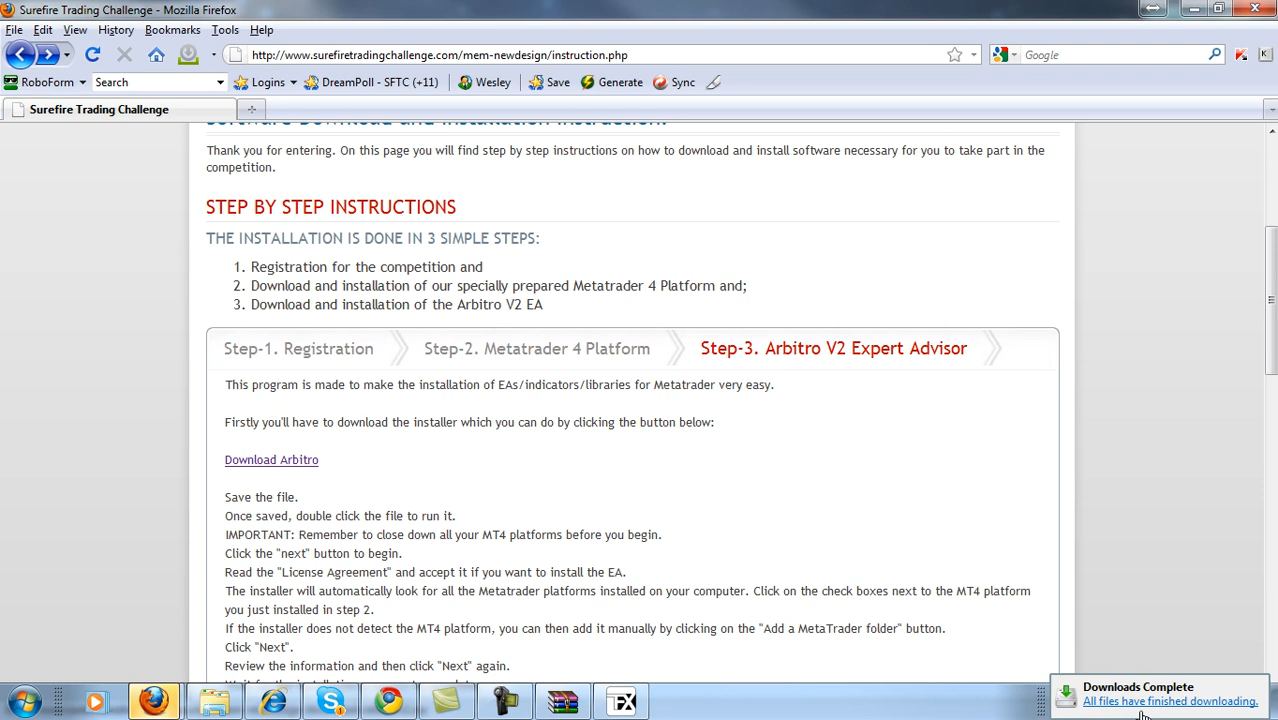 Surefire Trading Challenge - Mozilla Firefox
File Edit View History Bookmarks Tools Help
http://www.surefiretradingchallenge.com/mem-newdesign/instruction.php
Google
RoboForm Search Logins DreamPoll - SFTC (+11) Wesley Save Generate Sync
Surefire Trading Challenge
Software Download and Installation Instruction:
Thank you for entering. On this page you will find step by step instructions on how to download and install software necessary for you to take part in the
competition.
STEP BY STEP INSTRUCTIONS
THE INSTALLATION IS DONE IN 3 SIMPLE STEPS:
1. Registration for the competition and
2. Download and installation of our specially prepared Metatrader 4 Platform and;
3. Download and installation of the Arbitro V2 EA
Step-1. Registration Step-2. Metatrader 4 Platform Step-3. Arbitro V2 Expert Advisor
This program is made to make the installation of EAs/indicators/libraries for Metatrader very easy.
Firstly you'll have to download the installer which you can do by clicking the button below:
Download Arbitro
Save the file.
Once saved, double click the file to run it.
IMPORTANT: Remember to close down all your MT4 platforms before you begin.
Click the "next" button to begin.
Read the "License Agreement" and accept it if you want to install the EA.
The installer will automatically look for all the Metatrader platforms installed on your computer. Click on the check boxes next to the MT4 platform
you just installed in step 2.
If the installer does not detect the MT4 platform, you can then add it manually by clicking on the "Add a MetaTrader folder" button.
Click "Next".
Review the information and then click "Next" again.
Downloads Complete
All files have finished downloading.
FX